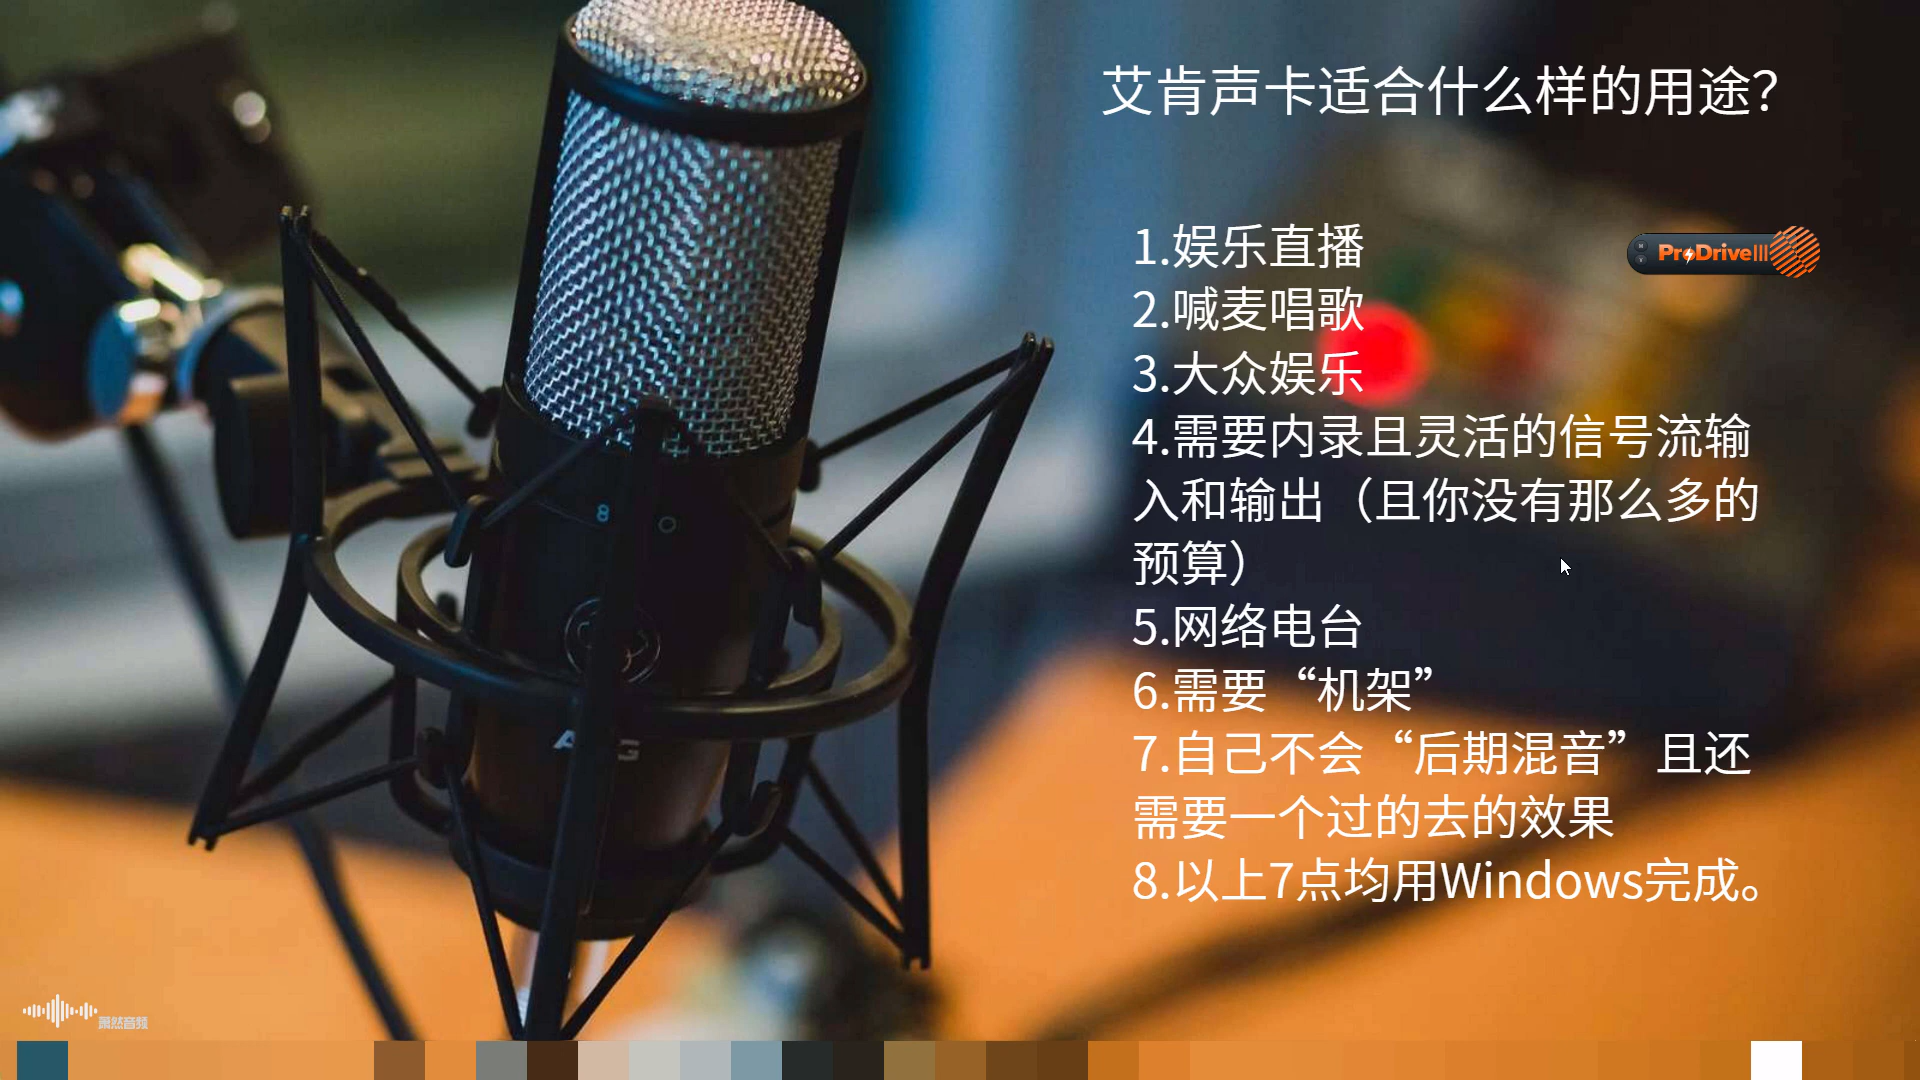 艾肯声卡适合什么样的用途？
1.娱乐直播
2.喊麦唱歌
3.大众娱乐
4.需要内录且灵活的信号流输
入和输出（且你没有那么多的
预算）
5.网络电台
6.需要“机架”
7.自己不会“后期混音”且还
需要一个过的去的效果
8.以上7点均用Windows完成。
ProDriveIII
8
萧然音频